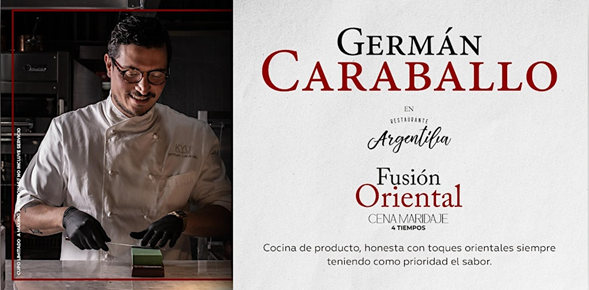 GERMÁN
CARABALLO
EN
RESTAURANTE
Argentilia
Fusión
Oriental
CENA MARIDAJE
4 TIEMPOS
Cocina de producto, honesta con toques orientales siempre
teniendo como prioridad el sabor.